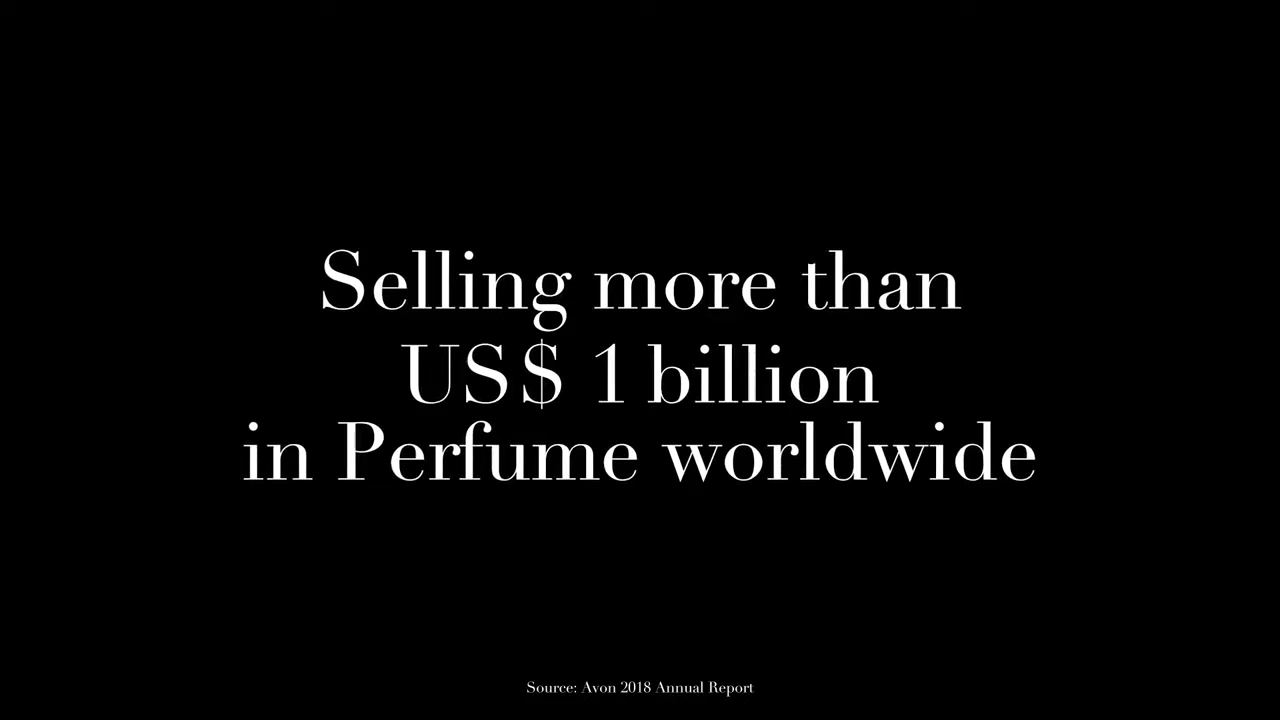 Selling more than
US$ 1 billion
in Perfume worldwide
Source: Avon 2018 Annual Report